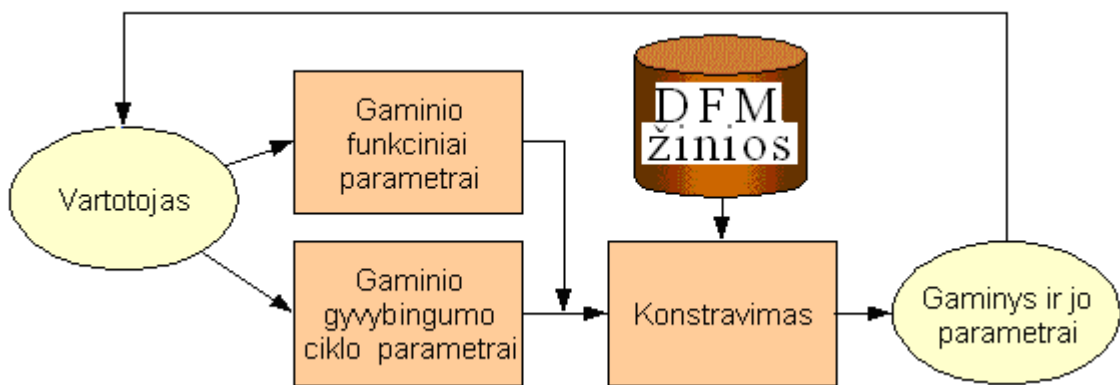 Vartotojas
Gaminio
funkciniai
parametrai
Gaminio
gyvybingumo
ciklo parametrai
DFM
žinios
Konstravimas
Gaminys ir jo
parametrai